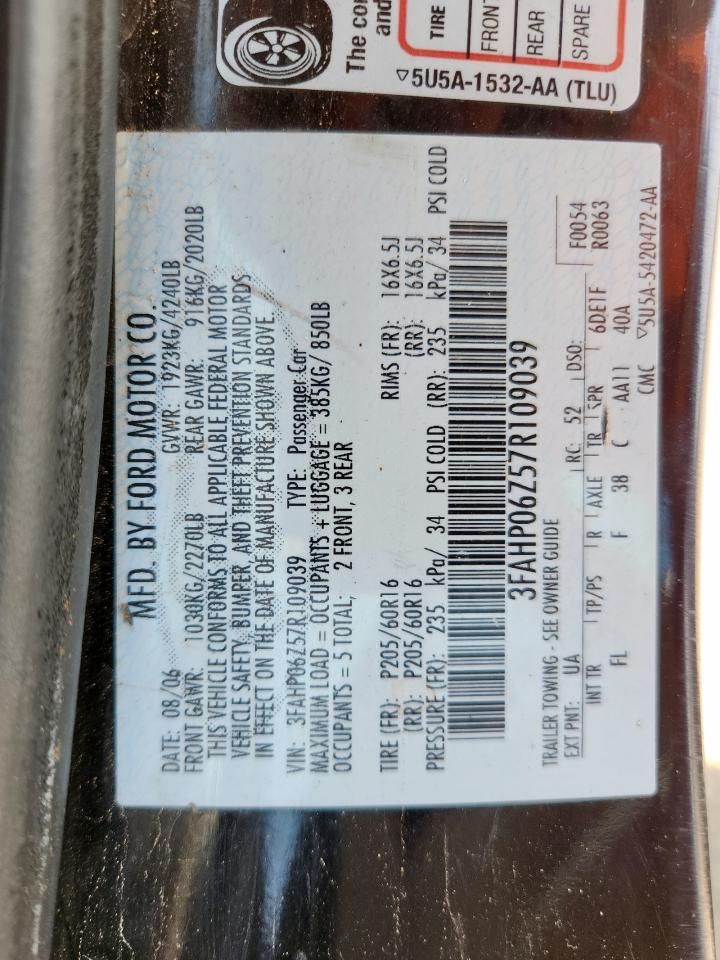 The co
and
TIRE
FRONT
REAR
SPARE
▽5U5A-1532-AA (TLU)
MFD. BY FORD MOTOR CO.
DATE: 08/06 GVWR: 1923KG/4240LB
FRONT GAWR: 1030KG/2270LB REAR GAWR: 916KG/2020LB
THIS VEHICLE CONFORMS TO ALL APPLICABLE FEDERAL MOTOR
VEHICLE SAFETY, BUMPER, AND THEFT PREVENTION STANDARDS
IN EFFECT ON THE DATE OF MANUFACTURE SHOWN ABOVE.
VIN: 3FAHP06Z57R109039 TYPE: Passenger Car
MAXIMUM LOAD = OCCUPANTS + LUGGAGE = 385KG/ 850LB
OCCUPANTS = 5 TOTAL, 2 FRONT, 3 REAR
TIRE (FR): P205/60R16 RIMS (FR): 16X6.5J
(RR): P205/60R16 (RR): 16X6.5J
PRESSURE (FR): 235 kPa/ 34 PSI COLD (RR): 235 kPa/ 34 PSI COLD
3FAHP06Z57R109039
TRAILER TOWING - SEE OWNER GUIDE
EXT PNT: UA RC: 52 DSO: F0054
R0063
INT TR TP/PS R AXLE TR SPR 6DE1F
FL F 38 C AA11 40A
CMC ▽5U5A-5420472-AA